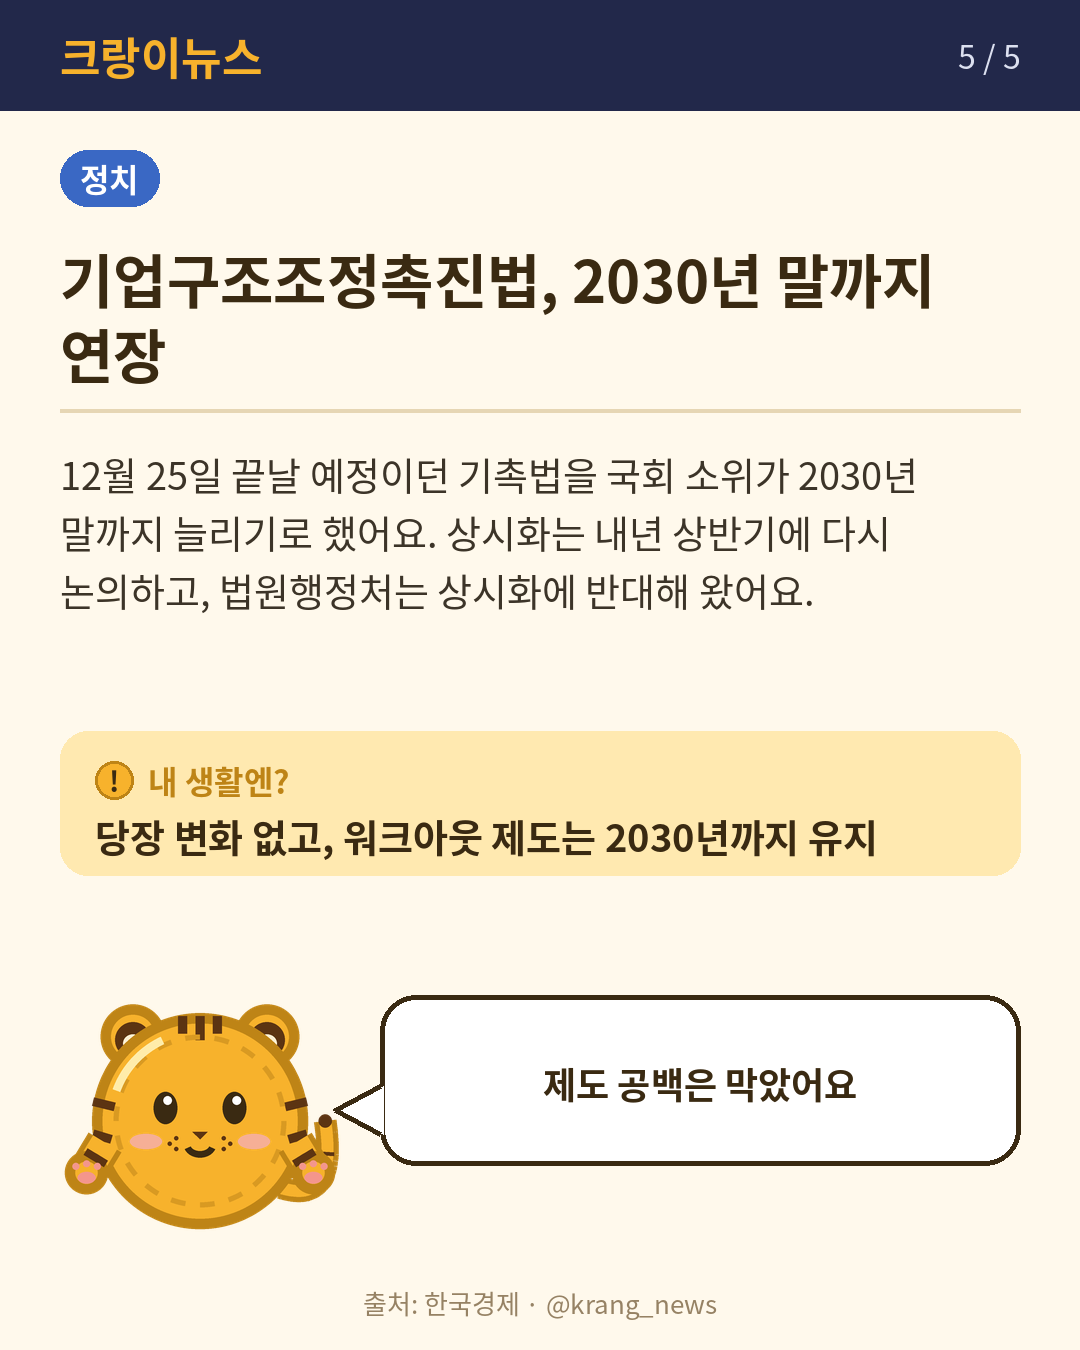 크랑이뉴스
5 / 5
정치
기업구조조정촉진법, 2030년 말까지
연장
12월 25일 끝날 예정이던 기촉법을 국회 소위가 2030년
말까지 늘리기로 했어요. 상시화는 내년 상반기에 다시
논의하고, 법원행정처는 상시화에 반대해 왔어요.
! 내 생활엔?
당장 변화 없고, 워크아웃 제도는 2030년까지 유지
제도 공백은 막았어요
출처: 한국경제 · @krang_news